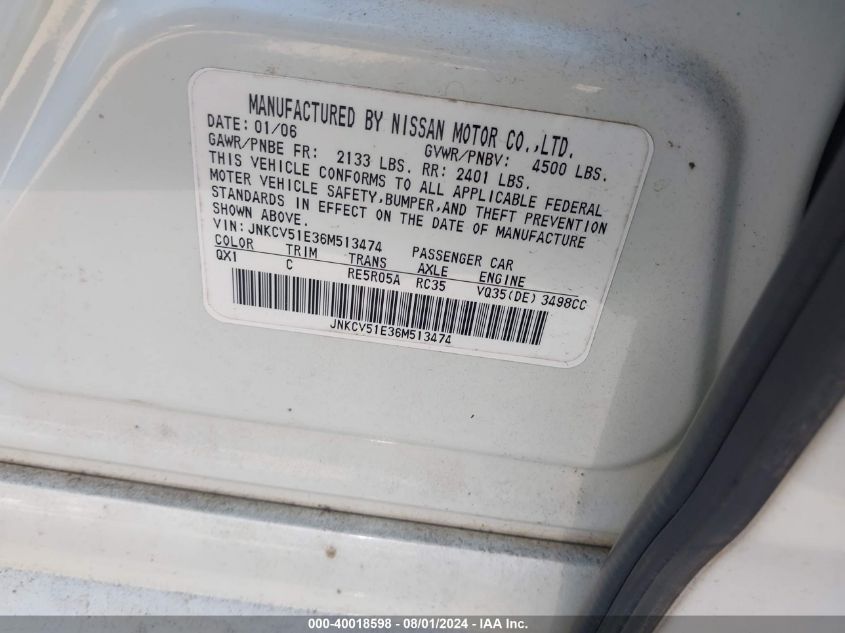 MANUFACTURED BY NISSAN MOTOR CO.,LTD.
DATE: 01/06 GVWR/PNBV: 4500 LBS.
GAWR/PNBE FR: 2133 LBS. RR: 2401 LBS.
THIS VEHICLE CONFORMS TO ALL APPLICABLE FEDERAL
MOTOR VEHICLE SAFETY,BUMPER,AND THEFT PREVENTION
STANDARDS IN EFFECT ON THE DATE OF MANUFACTURE
SHOWN ABOVE.
VIN: JNKCV51E36M513474 PASSENGER CAR
COLOR TRIM TRANS AXLE ENGINE
QX1 C RE5R05A RC35 VQ35(DE) 3498CC
JNKCV51E36M513474
000-40018598 - 08/01/2024 - IAAI.com